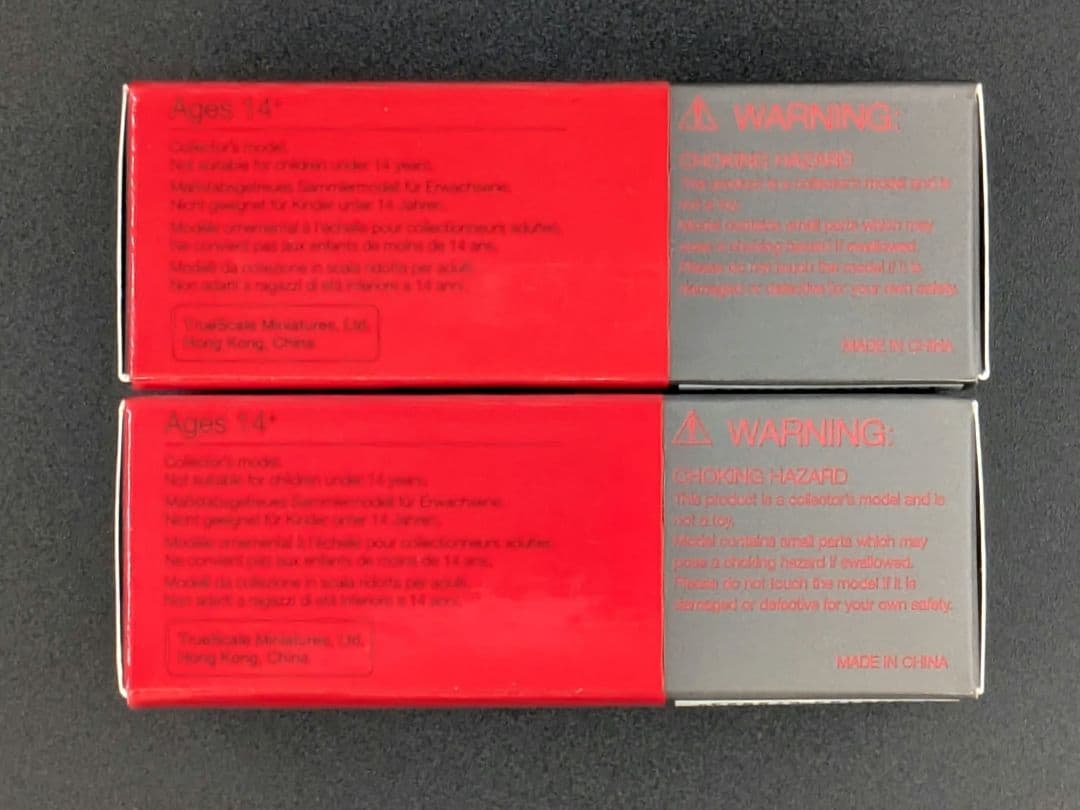 Ages 14+
Collector's model.
Not suitable for children under 14 years.
Maßstabsgetreues Sammlermodell für Erwachsene.
Nicht geeignet für Kinder unter 14 Jahren.
Modèle ornemental à l'échelle pour collectionneurs adultes.
Ne convient pas aux enfants de moins de 14 ans.
Modelli da collezione in scala ridotta per adulti.
Non adatti a ragazzi di età inferiore a 14 anni.
TrueScale Miniatures, Ltd.
Hong Kong, China
WARNING:
CHOKING HAZARD
This product is a collector's model and is
not a toy.
Model contains small parts which may
pose a choking hazard if swallowed.
Please do not touch the model if it is
damaged or defective for your own safety.
MADE IN CHINA
Ages 14+
Collector's model.
Not suitable for children under 14 years.
Maßstabsgetreues Sammlermodell für Erwachsene.
Nicht geeignet für Kinder unter 14 Jahren.
Modèle ornemental à l'échelle pour collectionneurs adultes.
Ne convient pas aux enfants de moins de 14 ans.
Modelli da collezione in scala ridotta per adulti.
Non adatti a ragazzi di età inferiore a 14 anni.
TrueScale Miniatures, Ltd.
Hong Kong, China
WARNING:
CHOKING HAZARD
This product is a collector's model and is
not a toy.
Model contains small parts which may
pose a choking hazard if swallowed.
Please do not touch the model if it is
damaged or defective for your own safety.
MADE IN CHINA